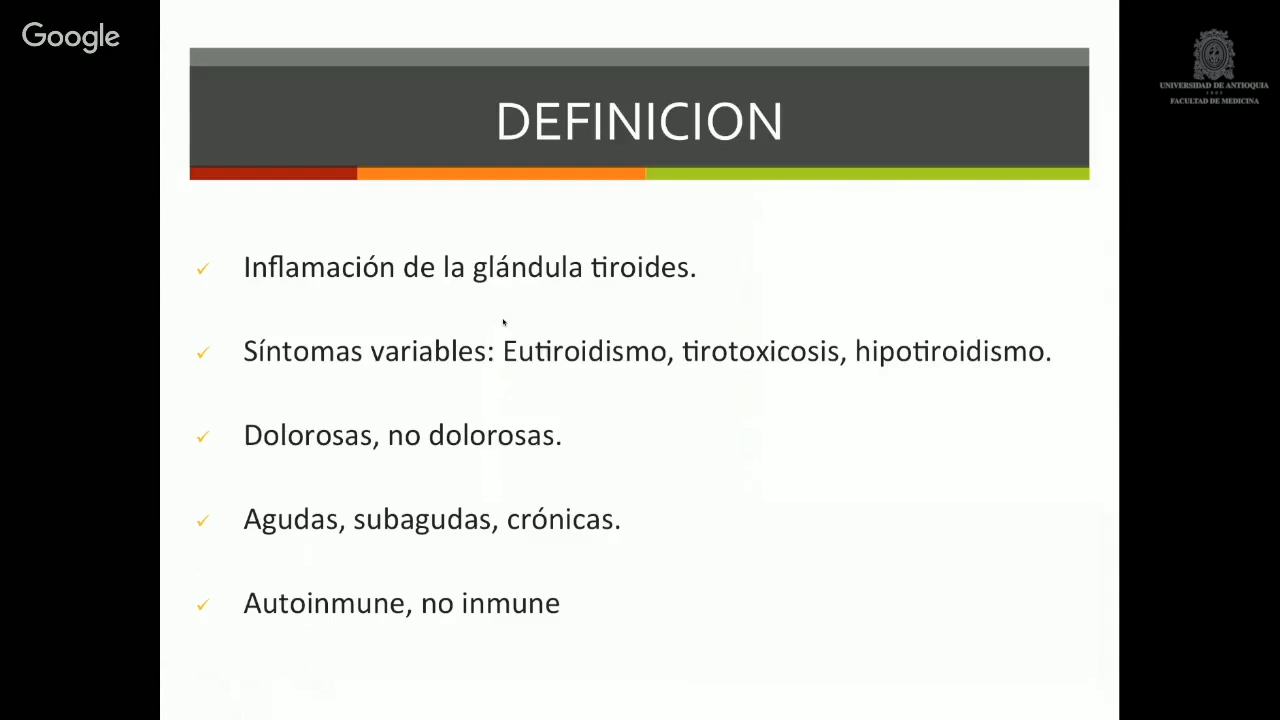 Google
UNIVERSIDAD DE ANTIOQUIA
1803
FACULTAD DE MEDICINA
DEFINICION
Inflamación de la glándula tiroides.
Síntomas variables: Eutiroidismo, tirotoxicosis, hipotiroidismo.
Dolorosas, no dolorosas.
Agudas, subagudas, crónicas.
Autoinmune, no inmune